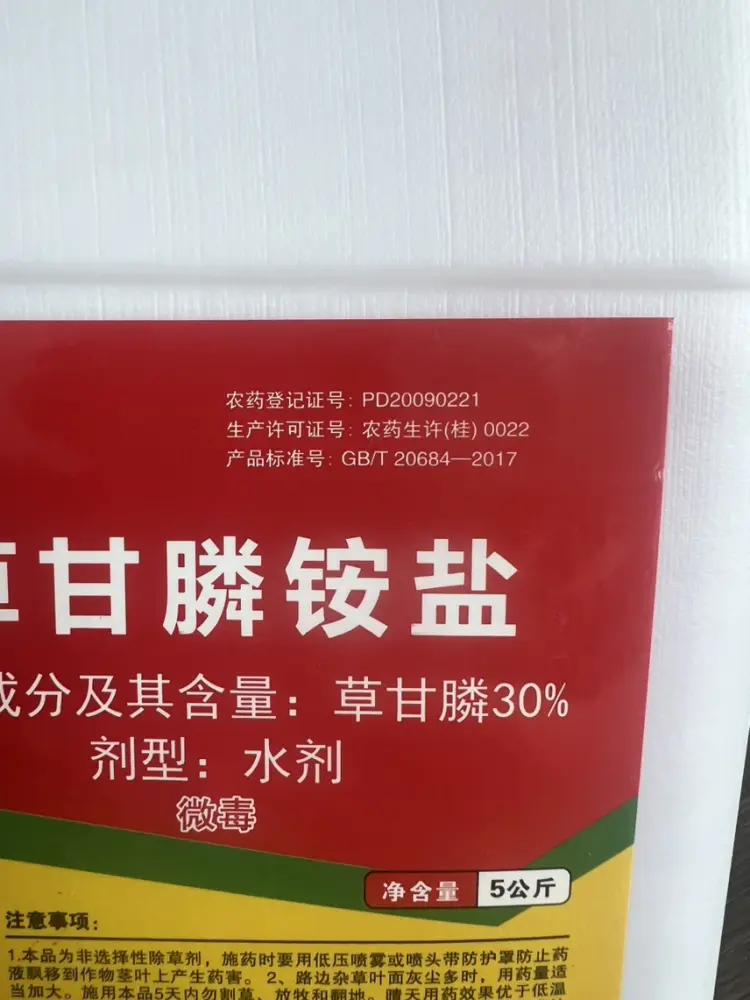 农药登记证号：PD20090221
生产许可证号：农药生许(桂) 0022
产品标准号：GB/T 20684—2017
草甘膦铵盐
成分及其含量：草甘膦30%
剂型：水剂
微毒
净含量 5公斤
注意事项：
1.本品为非选择性除草剂，施药时要用低压喷雾或喷头带防护罩防止药
液飘移到作物茎叶上产生药害。 2、路边杂草叶面灰尘多时，用药量适
当加大。施用本品5天内勿割草、放牧和翻地。晴天用药效果优于低温